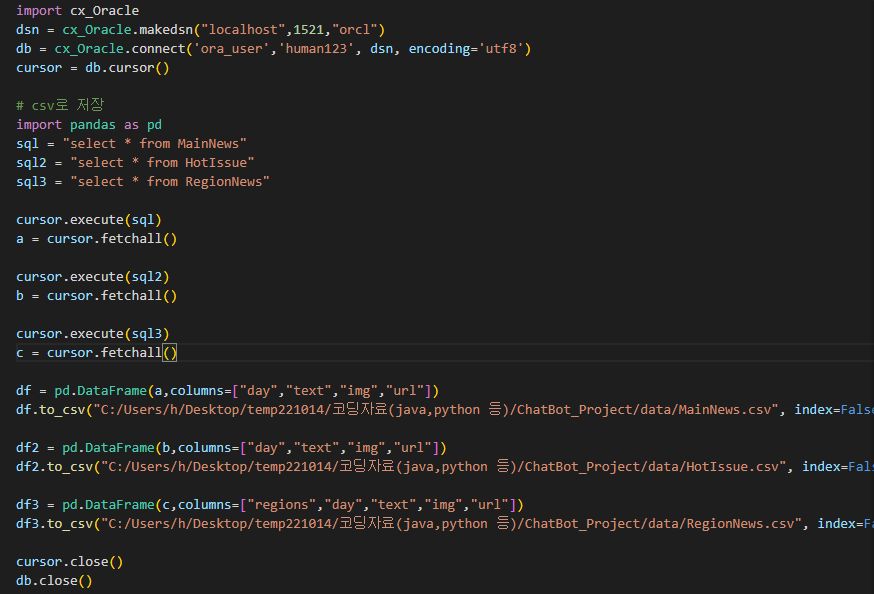 import cx_Oracle
dsn = cx_Oracle.makedsn("localhost",1521,"orcl")
db = cx_Oracle.connect('ora_user','human123', dsn, encoding='utf8')
cursor = db.cursor()
# csv로 저장
import pandas as pd
sql = "select * from MainNews"
sql2 = "select * from HotIssue"
sql3 = "select * from RegionNews"
cursor.execute(sql)
a = cursor.fetchall()
cursor.execute(sql2)
b = cursor.fetchall()
cursor.execute(sql3)
c = cursor.fetchall()
df = pd.DataFrame(a,columns=["day","text","img","url"])
df.to_csv("C:/Users/h/Desktop/temp221014/코딩자료(java,python 등)/ChatBot_Project/data/MainNews.csv", index=False
df2 = pd.DataFrame(b,columns=["day","text","img","url"])
df2.to_csv("C:/Users/h/Desktop/temp221014/코딩자료(java,python 등)/ChatBot_Project/data/HotIssue.csv", index=Fals
df3 = pd.DataFrame(c,columns=["regions","day","text","img","url"])
df3.to_csv("C:/Users/h/Desktop/temp221014/코딩자료(java,python 등)/ChatBot_Project/data/RegionNews.csv", index=Fa
cursor.close()
db.close()